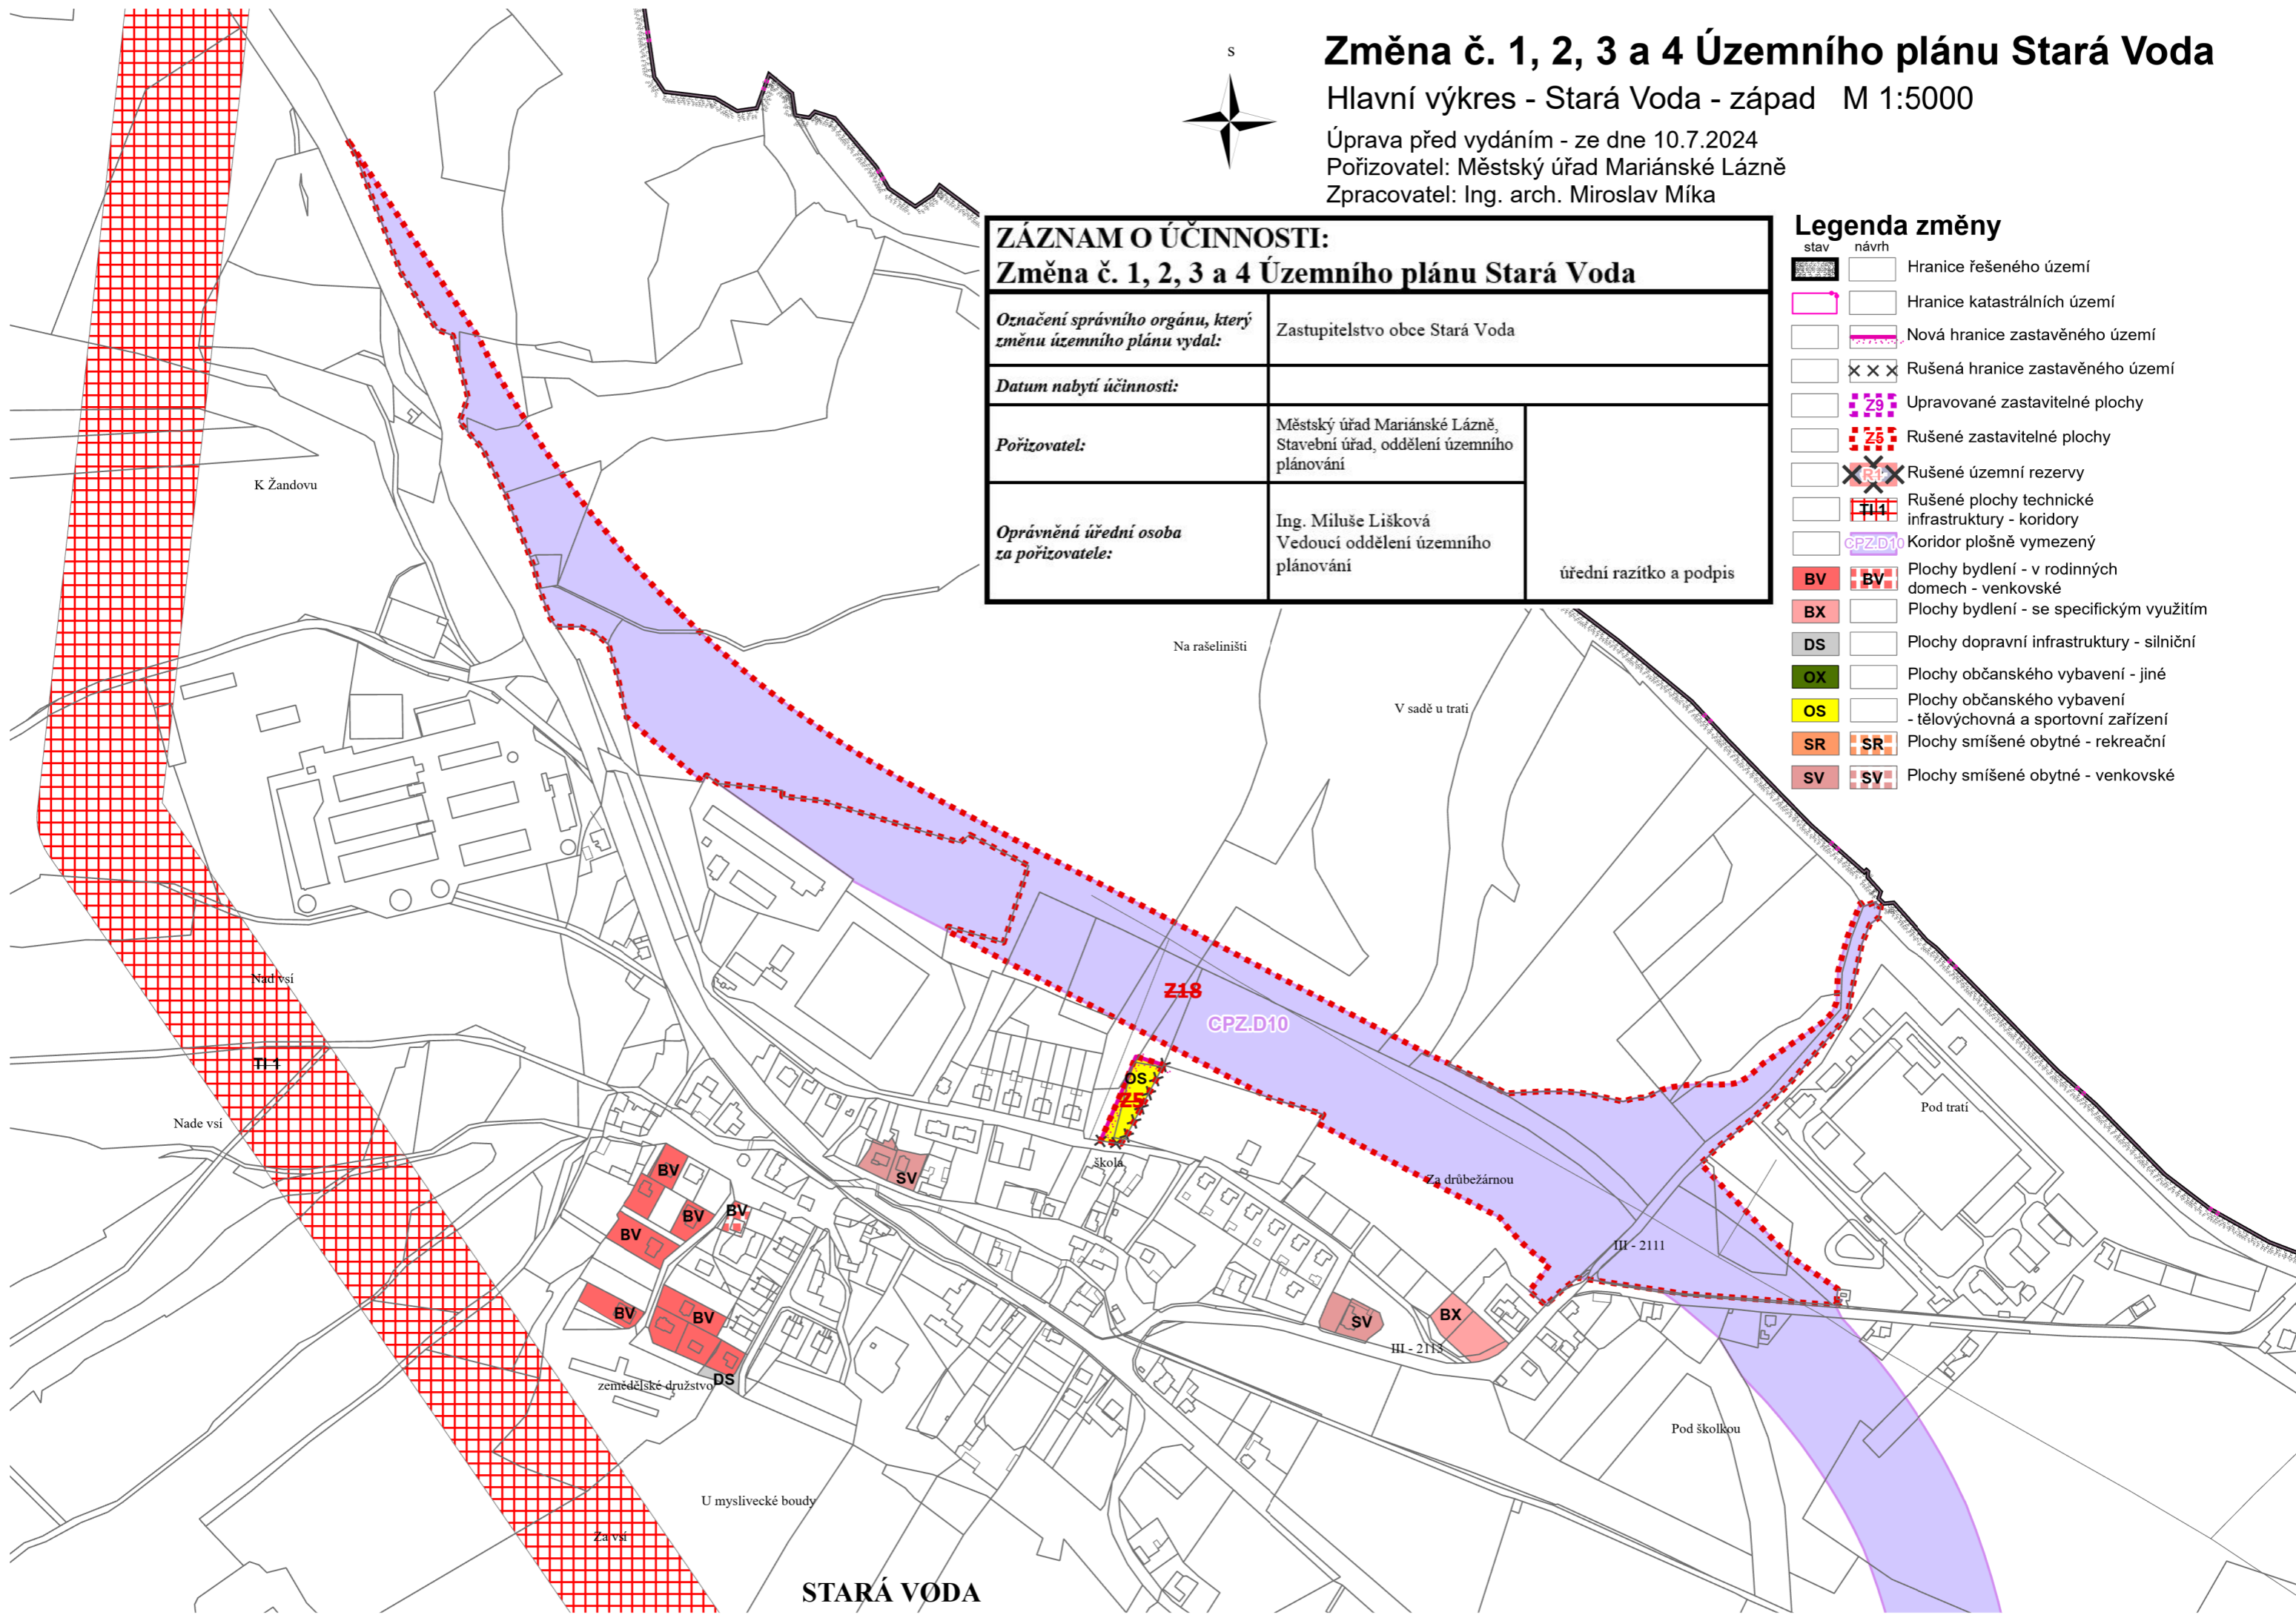 S
Změna č. 1, 2, 3 a 4 Územního plánu Stará Voda
Hlavní výkres - Stará Voda - západ M 1:5000
Úprava před vydáním - ze dne 10.7.2024
Pořizovatel: Městský úřad Mariánské Lázně
Zpracovatel: Ing. arch. Miroslav Míka
ZÁZNAM O ÚČINNOSTI:
Změna č. 1, 2, 3 a 4 Územního plánu Stará Voda
Označení správního orgánu, který
změnu územního plánu vydal:
Zastupitelstvo obce Stará Voda
Datum nabytí účinnosti:
Pořizovatel:
Městský úřad Mariánské Lázně,
Stavební úřad, oddělení územního
plánování
Oprávněná úřední osoba
za pořizovatele:
Ing. Miluše Lišková
Vedoucí oddělení územního
plánování
úřední razítko a podpis
Legenda změny
stav návrh
Hranice řešeného území
Hranice katastrálních území
Nová hranice zastavěného území
Rušená hranice zastavěného území
Z9 Upravované zastavitelné plochy
Z5 Rušené zastavitelné plochy
R1 Rušené územní rezervy
TI 1 Rušené plochy technické
infrastruktury - koridory
CPZ.D10 Koridor plošně vymezený
BV BV Plochy bydlení - v rodinných
domech - venkovské
BX Plochy bydlení - se specifickým využitím
DS Plochy dopravní infrastruktury - silniční
OX Plochy občanského vybavení - jiné
OS Plochy občanského vybavení
- tělovýchovná a sportovní zařízení
SR SR Plochy smíšené obytné - rekreační
SV SV Plochy smíšené obytné - venkovské
K Žandovu
Na rašeliništi
V sadě u trati
Nad vsí
Z18
CPZ.D10
TI 1
OS
Z5
Nade vsí
Pod tratí
škola
BV
SV
Za drůbežárnou
BV
BV
BV
III - 2111
BV
BV
SV
BX
III - 2113
zemědělské družstvo
DS
Pod školkou
U myslivecké boudy
Za vsí
STARÁ VODA